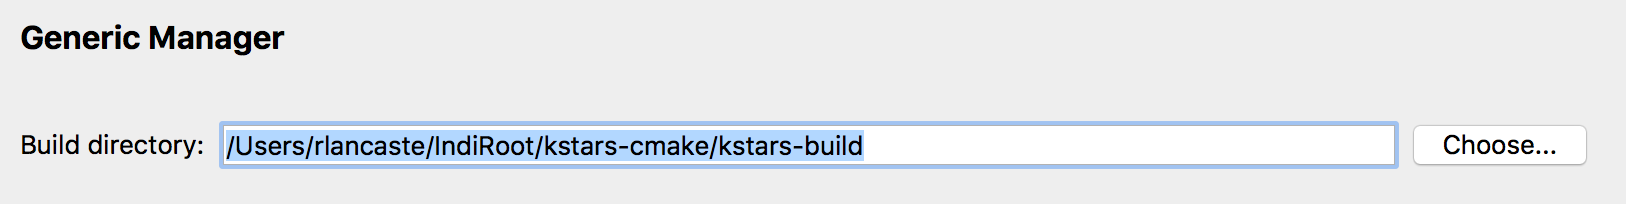 Generic Manager
Build directory: /Users/rlancaste/IndiRoot/kstars-cmake/kstars-build Choose...